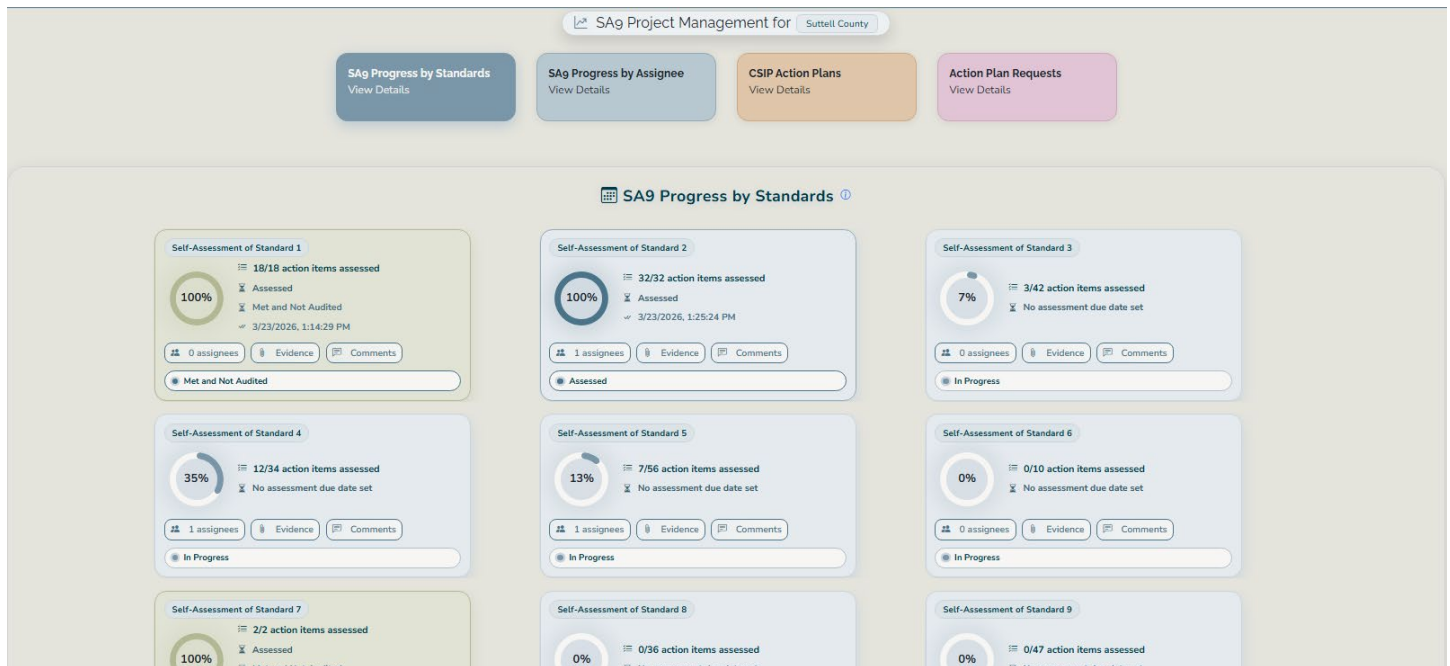 SA9 Project Management for Suttell County
SA9 Progress by Standards
View Details
SA9 Progress by Assignee
View Details
CSIP Action Plans
View Details
Action Plan Requests
View Details
SA9 Progress by Standards
Self-Assessment of Standard 1
100%
18/18 action items assessed
Assessed
Met and Not Audited
3/23/2026, 1:14:29 PM
0 assignees
Evidence
Comments
Met and Not Audited
Self-Assessment of Standard 2
100%
32/32 action items assessed
Assessed
3/23/2026, 1:25:24 PM
1 assignees
Evidence
Comments
Assessed
Self-Assessment of Standard 3
7%
3/42 action items assessed
No assessment due date set
0 assignees
Evidence
Comments
In Progress
Self-Assessment of Standard 4
35%
12/34 action items assessed
No assessment due date set
1 assignees
Evidence
Comments
In Progress
Self-Assessment of Standard 5
13%
7/56 action items assessed
No assessment due date set
1 assignees
Evidence
Comments
In Progress
Self-Assessment of Standard 6
0%
0/10 action items assessed
No assessment due date set
0 assignees
Evidence
Comments
In Progress
Self-Assessment of Standard 7
100%
2/2 action items assessed
Assessed
Self-Assessment of Standard 8
0%
0/36 action items assessed
Self-Assessment of Standard 9
0%
0/47 action items assessed